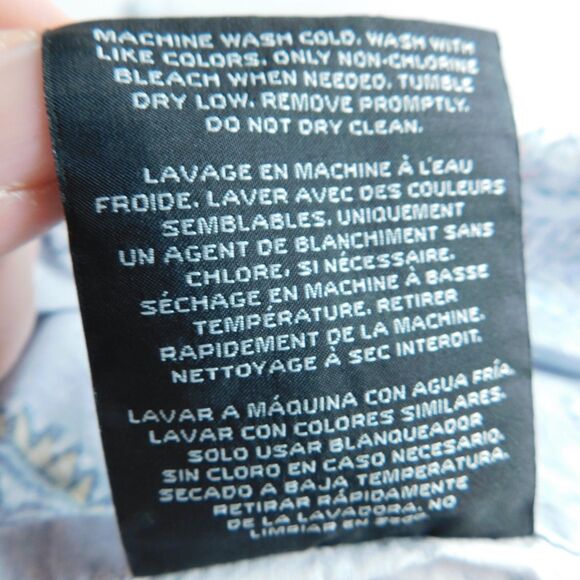 MACHINE WASH COLD. WASH WITH
LIKE COLORS. ONLY NON-CHLORINE
BLEACH WHEN NEEDED. TUMBLE
DRY LOW. REMOVE PROMPTLY.
DO NOT DRY CLEAN.
LAVAGE EN MACHINE À L'EAU
FROIDE. LAVER AVEC DES COULEURS
SEMBLABLES. UNIQUEMENT
UN AGENT DE BLANCHIMENT SANS
CHLORE, SI NÉCESSAIRE.
SÉCHAGE EN MACHINE À BASSE
TEMPÉRATURE. RETIRER
RAPIDEMENT DE LA MACHINE.
NETTOYAGE À SEC INTERDIT.
LAVAR A MÁQUINA CON AGUA FRÍA.
LAVAR CON COLORES SIMILARES.
SOLO USAR BLANQUEADOR
SIN CLORO EN CASO NECESARIO.
SECADO A BAJA TEMPERATURA.
RETIRAR RÁPIDAMENTE
DE LA LAVADORA. NO
LIMPIAR EN